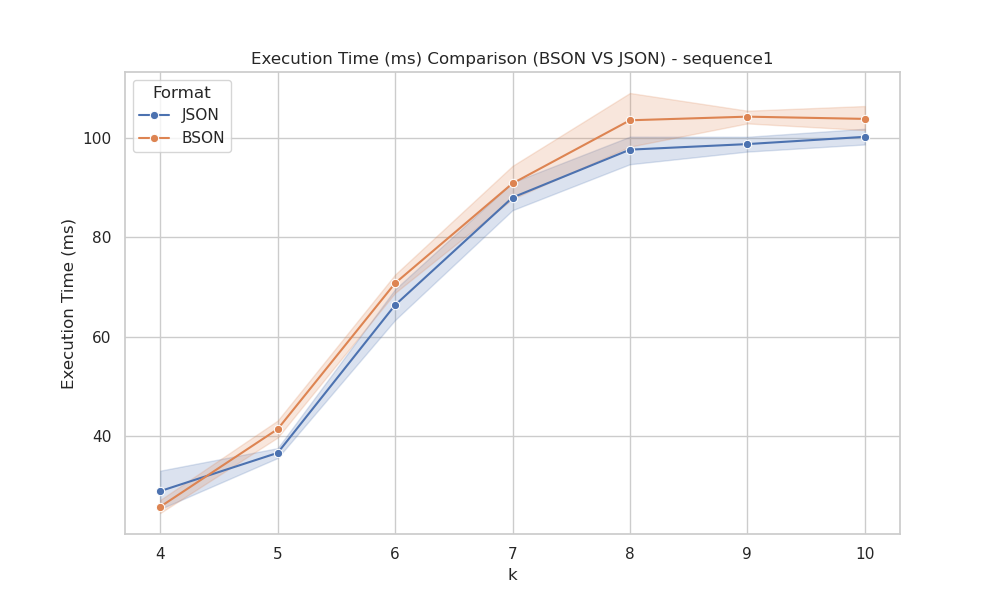 Execution Time (ms) Comparison (BSON VS JSON) - sequence1
Format
JSON
BSON
Execution Time (ms)
100
80
60
40
4 5 6 7 8 9 10
k